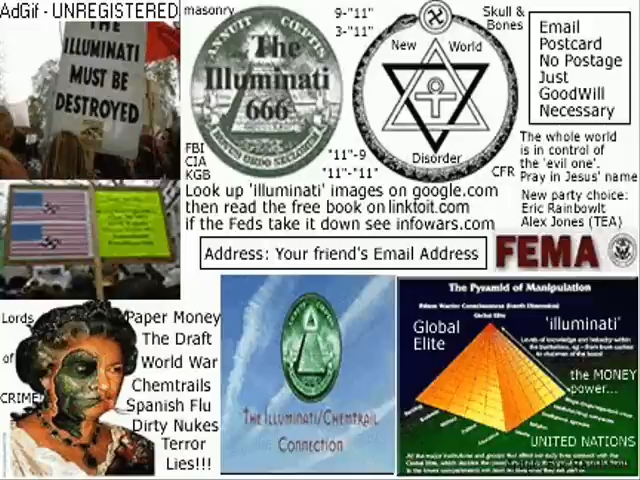 AdGif - UNREGISTERED
THE
ILLUMINATI
MUST BE
DESTROYED
masonry
ANNUIT CŒPTIS
The
Illuminati
666
NOVUS ORDO SECLORUM
FBI
CIA
KGB
9-"11"
3-"11"
"11"-9
"11"-"11"
New World
Disorder
Skull &
Bones
CFR
Email
Postcard
No Postage
Just
GoodWill
Necessary
The whole world
is in control of
the 'evil one'.
Pray in Jesus' name
New party choice:
Eric Rainbowlt
Alex Jones (TEA)
Look up 'illuminati' images on google.com
then read the free book on linktoit.com
if the Feds take it down see infowars.com
Address: Your friend's Email Address
FEMA
Lords
of
CRIME
Paper Money
The Draft
World War
Chemtrails
Spanish Flu
Dirty Nukes
Terror
Lies!!!
THE ILLUMINATI/CHEMTRAIL
CONNECTION
The Pyramid of Manipulation
Global Elite
Global
Elite
'illuminati'
the MONEY
power...
UNITED NATIONS